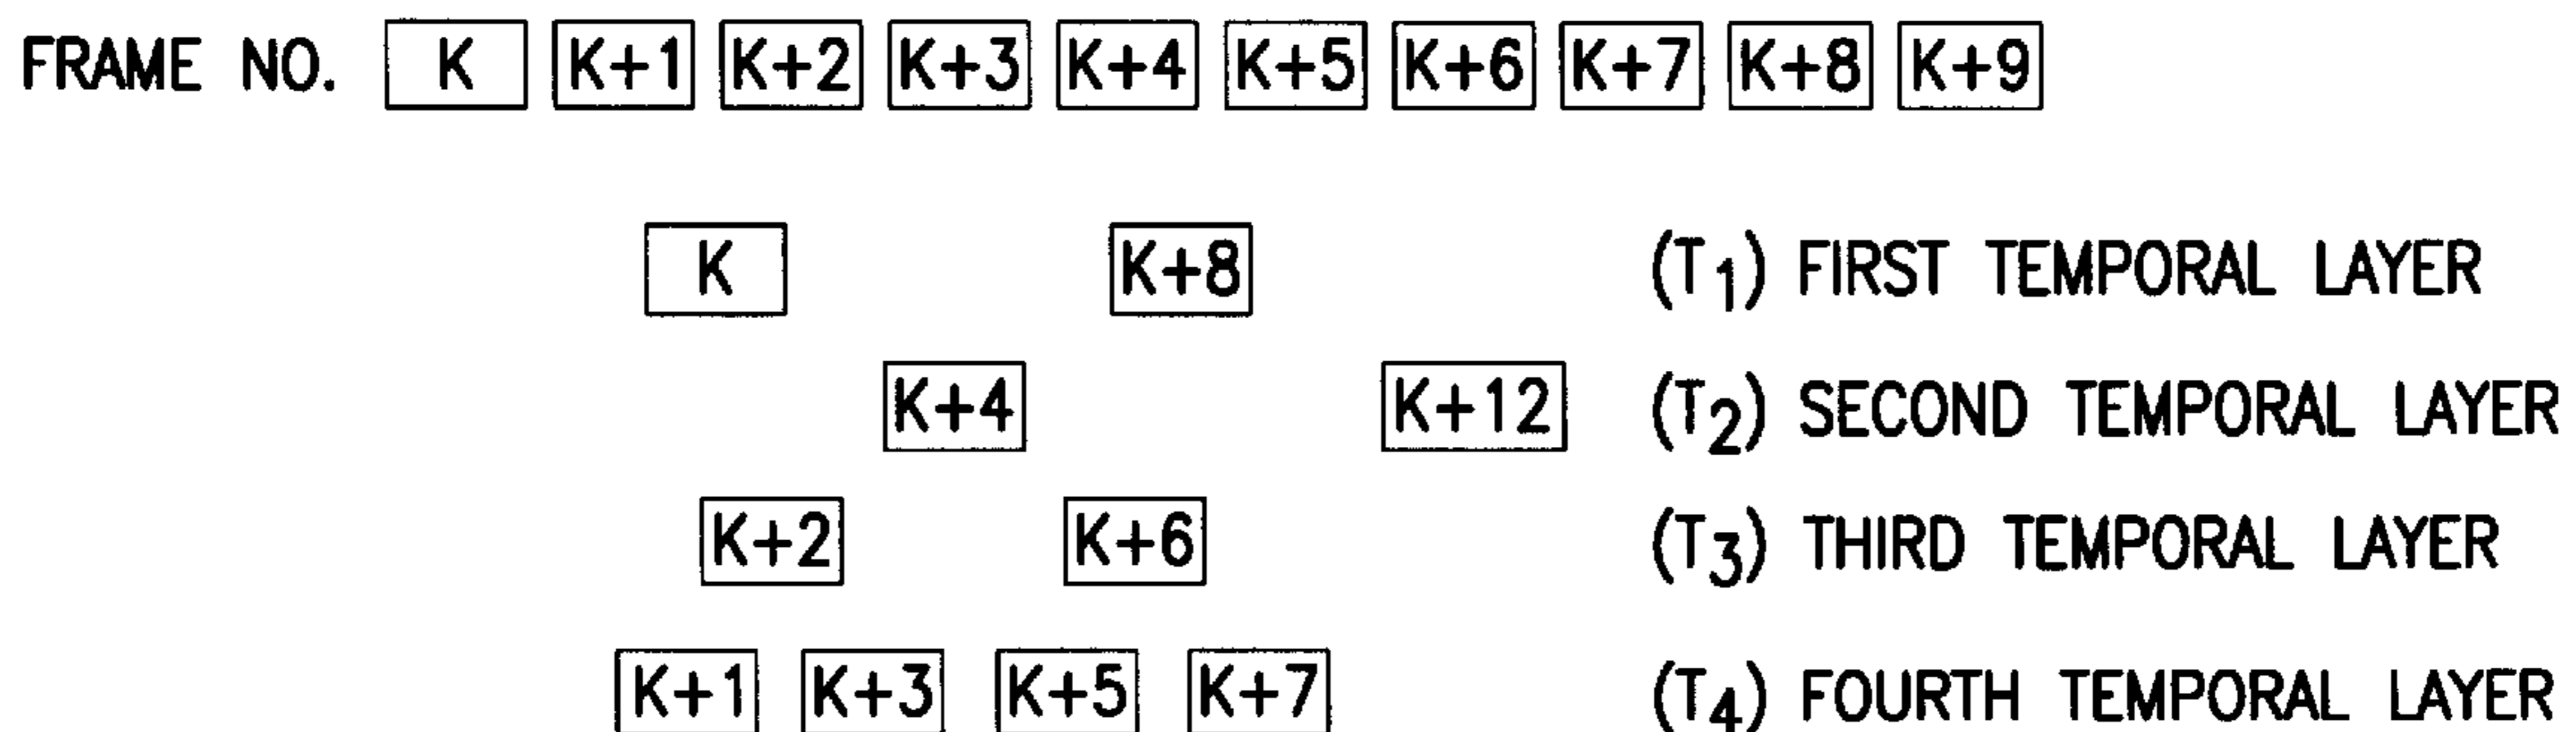 FRAME NO. K K+1 K+2 K+3 K+4 K+5 K+6 K+7 K+8 K+9
K K+8 (T1) FIRST TEMPORAL LAYER
K+4 K+12 (T2) SECOND TEMPORAL LAYER
K+2 K+6 (T3) THIRD TEMPORAL LAYER
K+1 K+3 K+5 K+7 (T4) FOURTH TEMPORAL LAYER